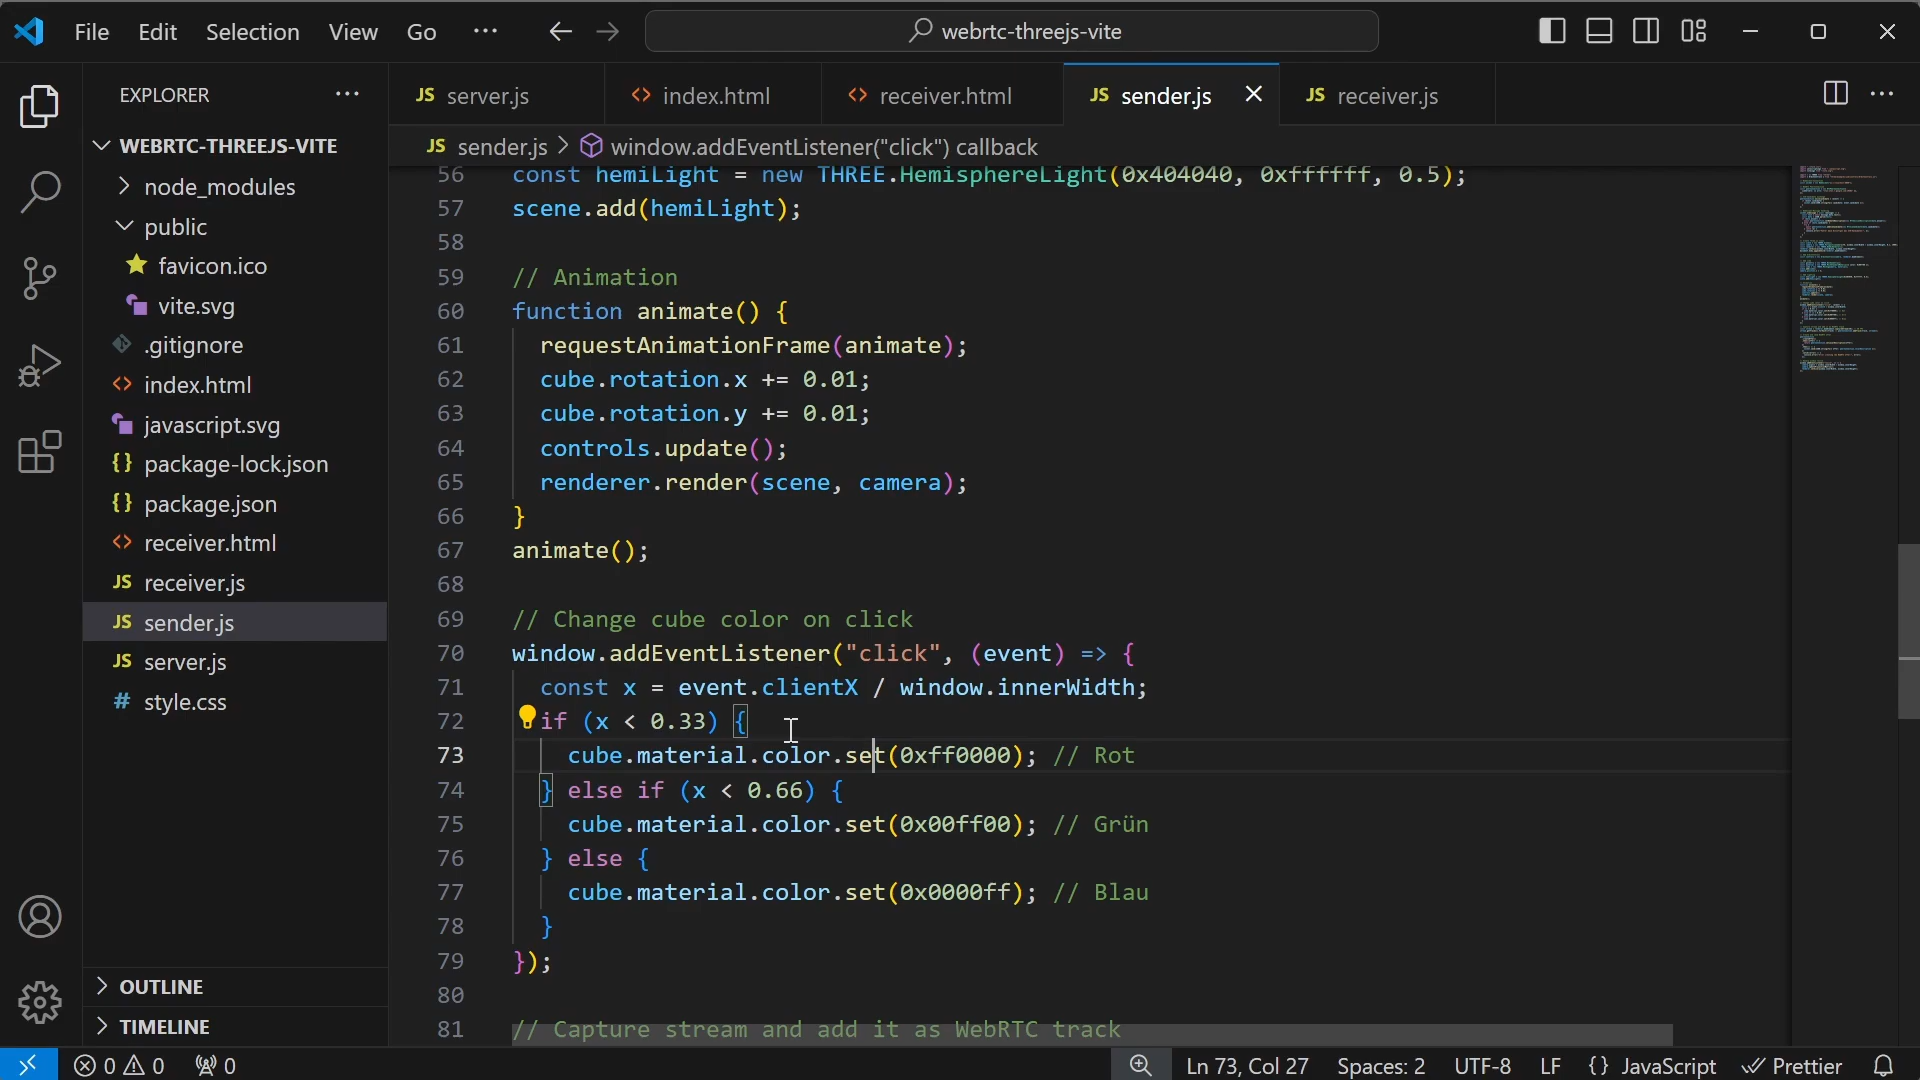 File Edit Selection View Go ··· webrtc-threejs-vite
EXPLORER ···
WEBRTC-THREEJS-VITE
node_modules
public
favicon.ico
vite.svg
.gitignore
index.html
javascript.svg
package-lock.json
package.json
receiver.html
JS receiver.js
JS sender.js
JS server.js
# style.css
OUTLINE
TIMELINE
JS server.js <> index.html <> receiver.html JS sender.js JS receiver.js
JS sender.js > window.addEventListener("click") callback
56 const hemiLight = new THREE.HemisphereLight(0x404040, 0xffffff, 0.5);
57 scene.add(hemiLight);
58
59 // Animation
60 function animate() {
61 requestAnimationFrame(animate);
62 cube.rotation.x += 0.01;
63 cube.rotation.y += 0.01;
64 controls.update();
65 renderer.render(scene, camera);
66 }
67 animate();
68
69 // Change cube color on click
70 window.addEventListener("click", (event) => {
71 const x = event.clientX / window.innerWidth;
72 if (x < 0.33) {
73 cube.material.color.set(0xff0000); // Rot
74 } else if (x < 0.66) {
75 cube.material.color.set(0x00ff00); // Grün
76 } else {
77 cube.material.color.set(0x0000ff); // Blau
78 }
79 });
80
81 // Capture stream and add it as WebRTC track
0 0 0 Ln 73, Col 27 Spaces: 2 UTF-8 LF {} JavaScript Prettier